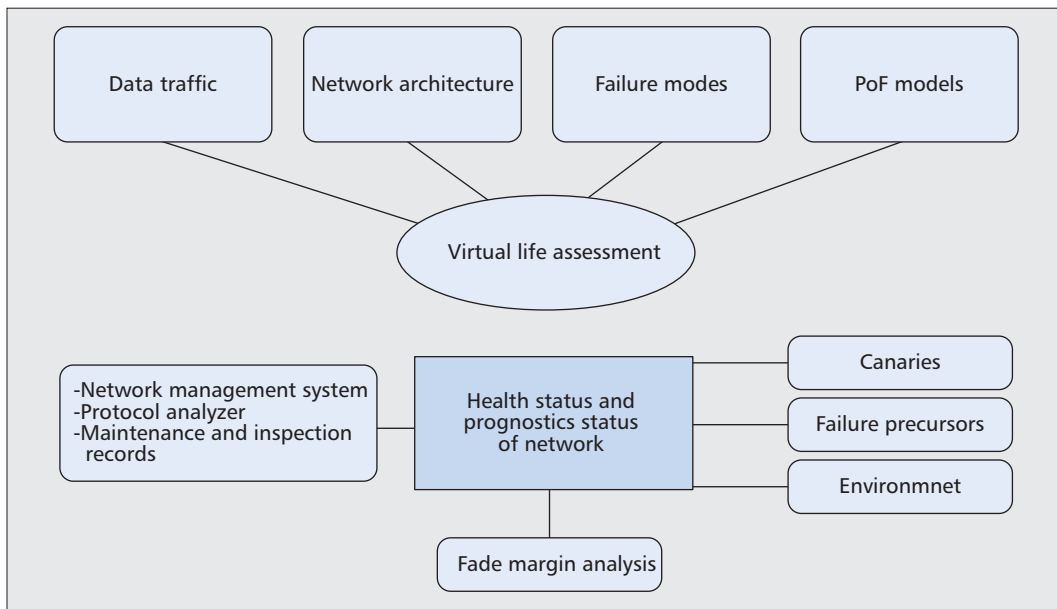 Data traffic
Network architecture
Failure modes
PoF models
Virtual life assessment
-Network management system
-Protocol analyzer
-Maintenance and inspection
records
Health status and
prognostics status
of network
Canaries
Failure precursors
Environmnet
Fade margin analysis